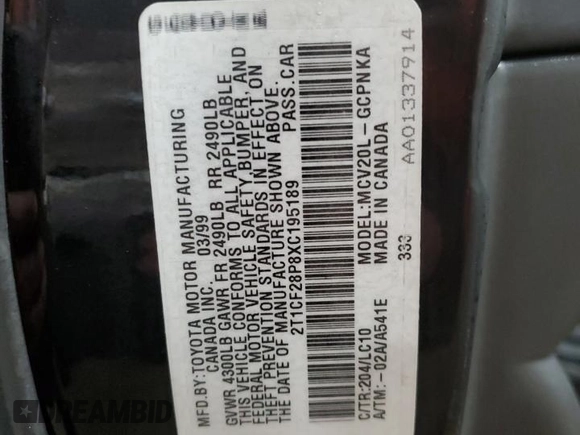 MFD.BY:TOYOTA MOTOR MANUFACTURING
CANADA INC. 03/99
GVWR 4300LB GAWR FR 2490LB RR 2490LB
THIS VEHICLE CONFORMS TO ALL APPLICABLE
FEDERAL MOTOR VEHICLE SAFETY, BUMPER, AND
THEFT PREVENTION STANDARDS IN EFFECT ON
THE DATE OF MANUFACTURE SHOWN ABOVE.
2T1CF28P8XC195189 PASS.CAR
C/TR:204/LC10 MODEL:MCV20L-GCPNKA
A/TM:-02A/A541E MADE IN CANADA
333
AA01337914
GRAWBID